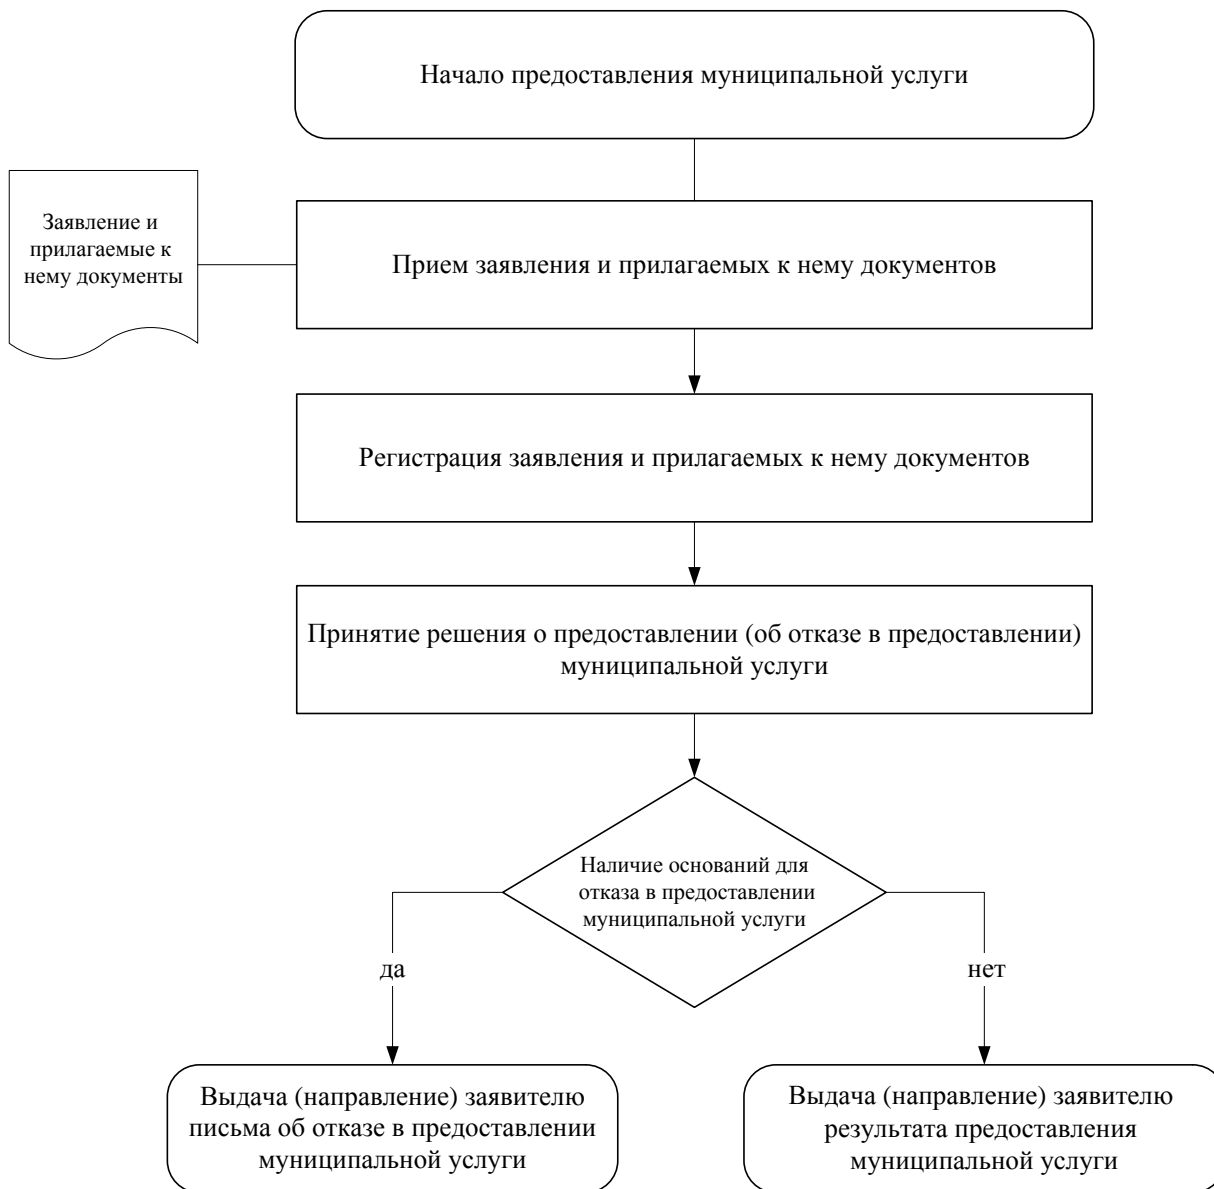 Начало предоставления муниципальной услуги
Заявление и
прилагаемые к
нему документы
Прием заявления и прилагаемых к нему документов
Регистрация заявления и прилагаемых к нему документов
Принятие решения о предоставлении (об отказе в предоставлении)
муниципальной услуги
Наличие оснований для
отказа в предоставлении
муниципальной услуги
да
нет
Выдача (направление) заявителю
письма об отказе в предоставлении
муниципальной услуги
Выдача (направление) заявителю
результата предоставления
муниципальной услуги